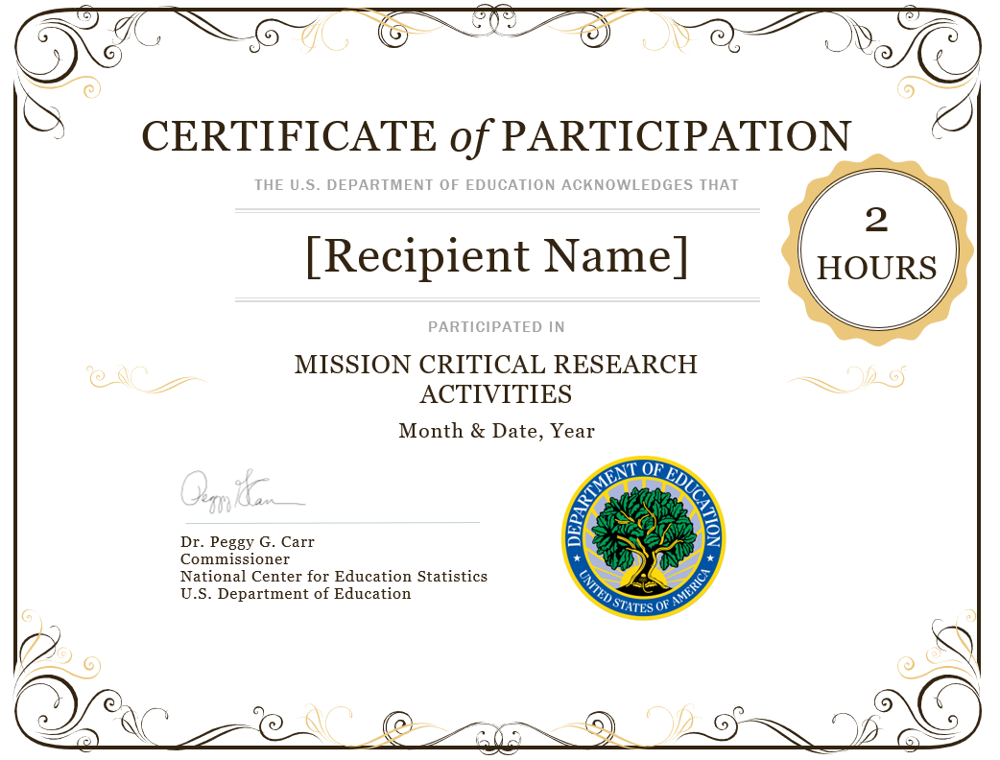 CERTIFICATE of PARTICIPATION
THE U.S. DEPARTMENT OF EDUCATION ACKNOWLEDGES THAT
[Recipient Name]
2
HOURS
PARTICIPATED IN
MISSION CRITICAL RESEARCH
ACTIVITIES
Month & Date, Year
Peggy G Carr
Dr. Peggy G. Carr
Commissioner
National Center for Education Statistics
U.S. Department of Education
DEPARTMENT OF EDUCATION
UNITED STATES OF AMERICA